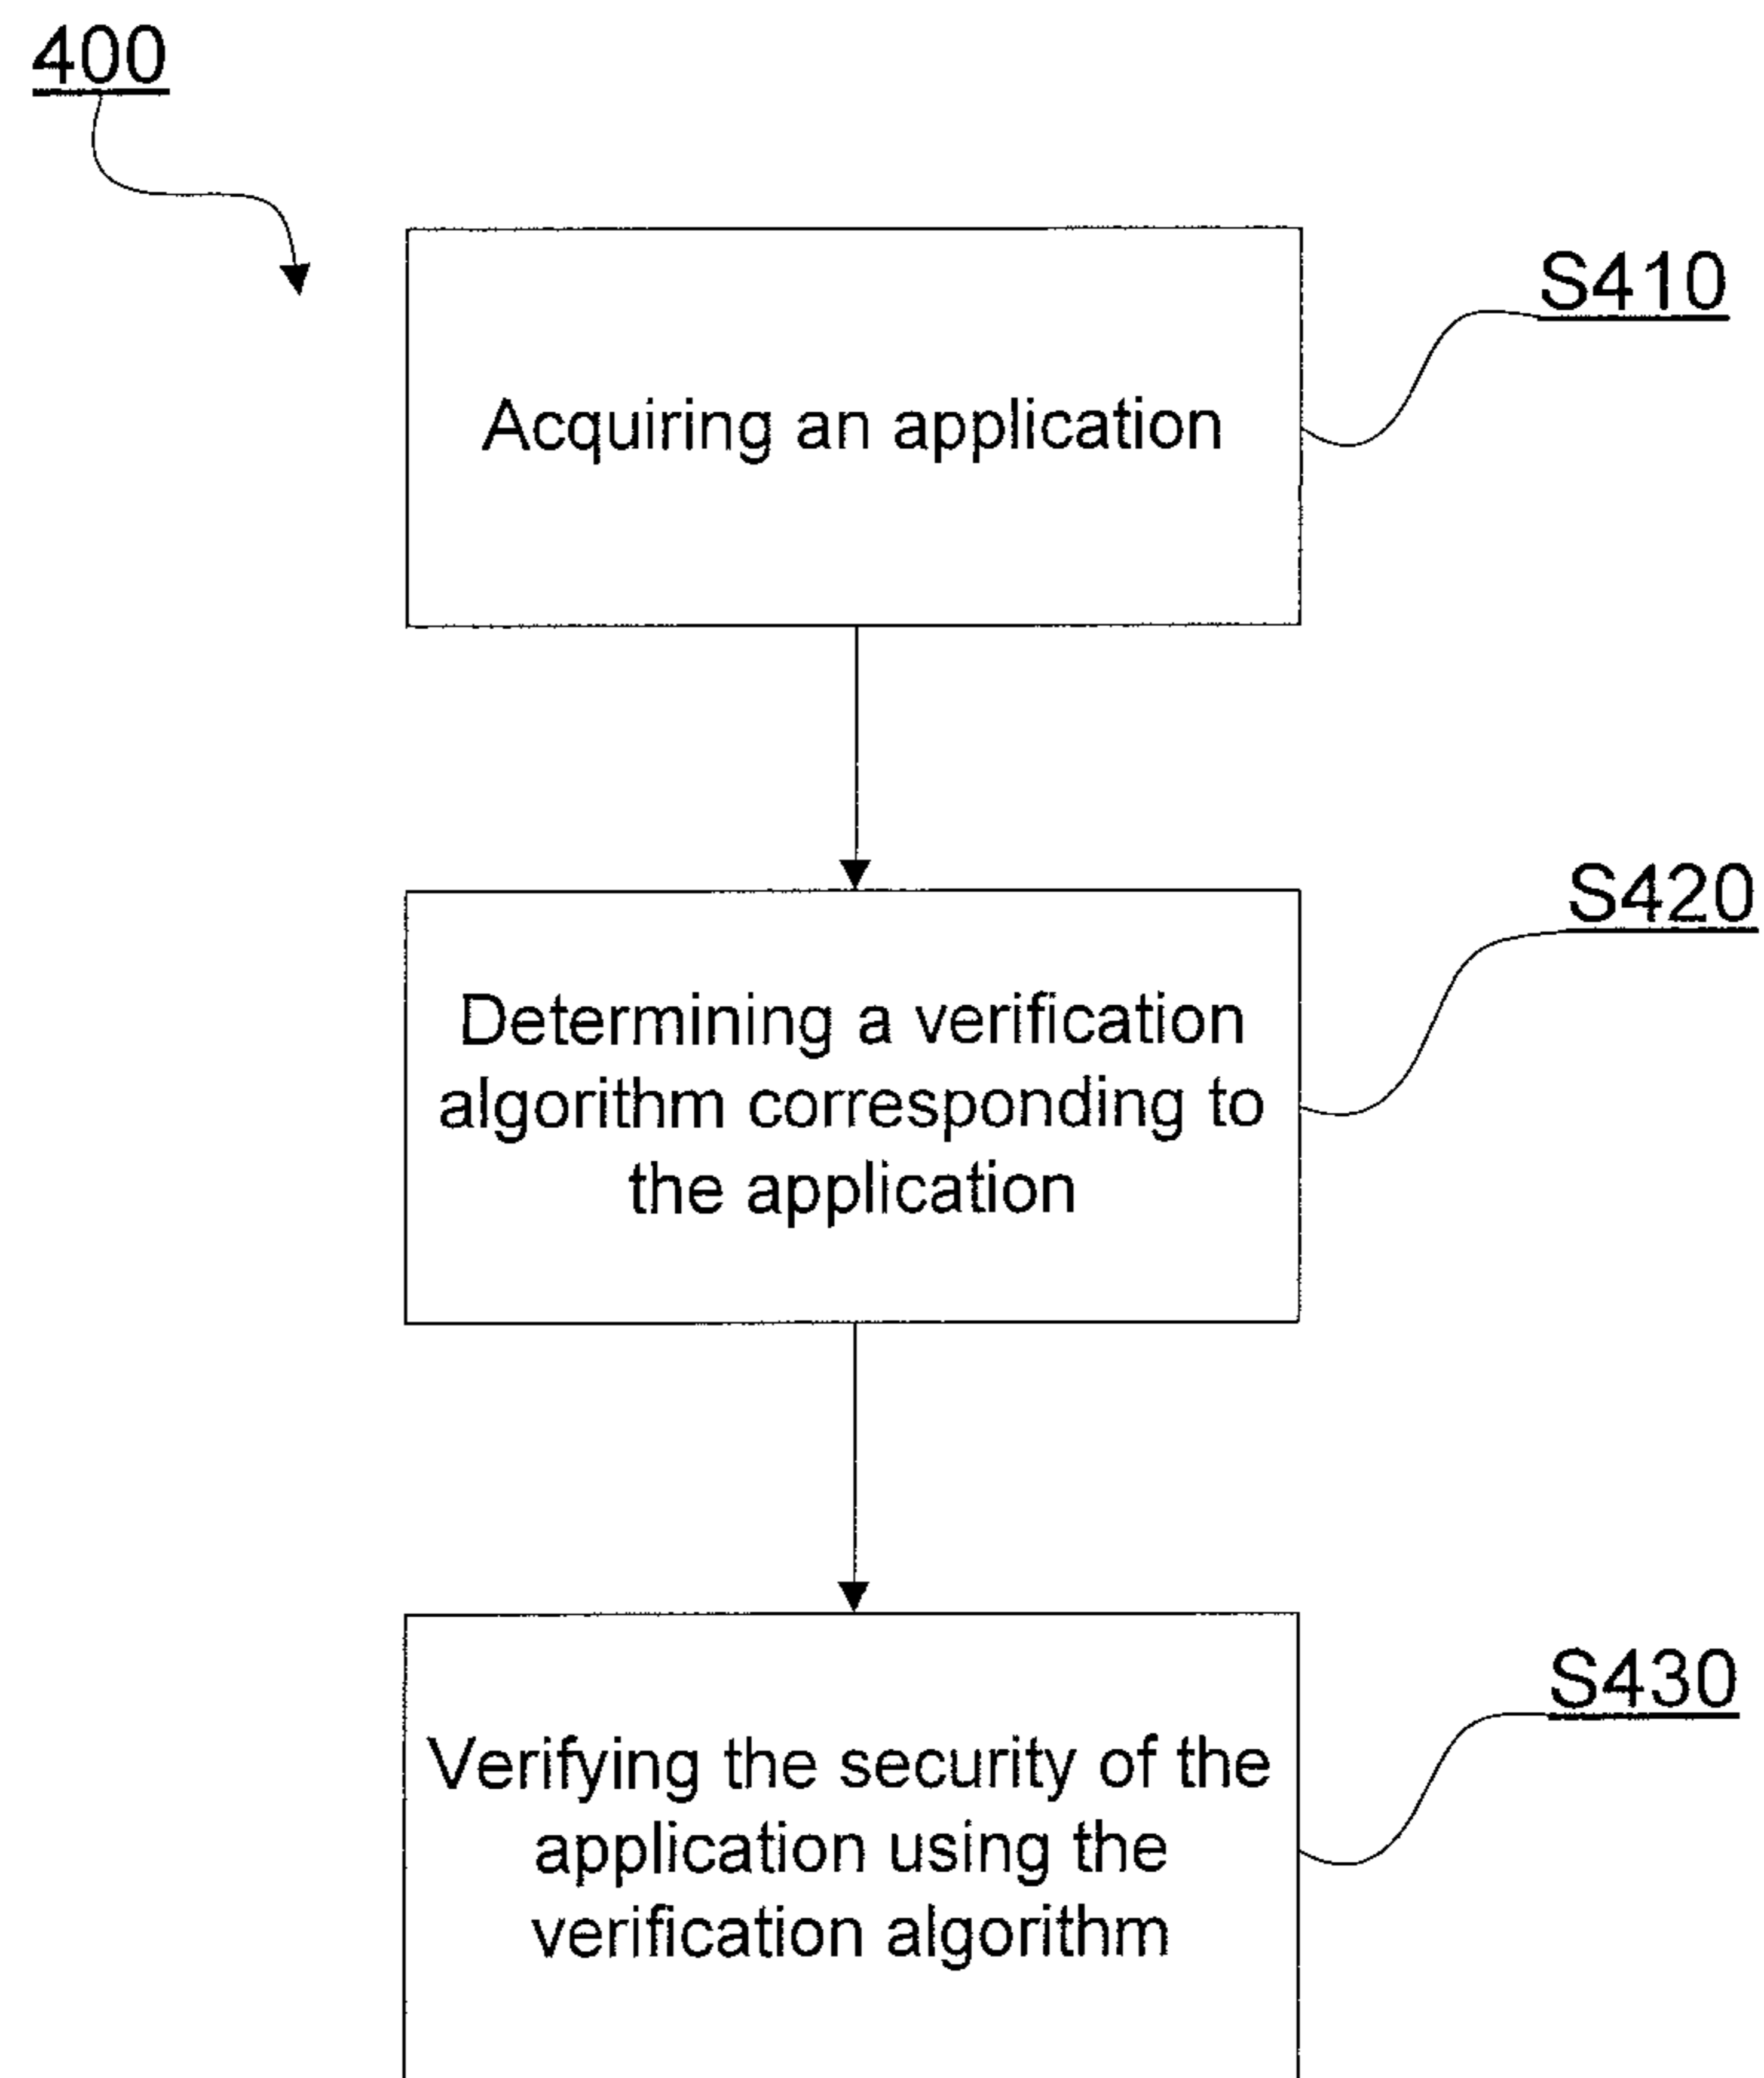 400
S410
Acquiring an application
S420
Determining a verification
algorithm corresponding to
the application
S430
Verifying the security of the
application using the
verification algorithm